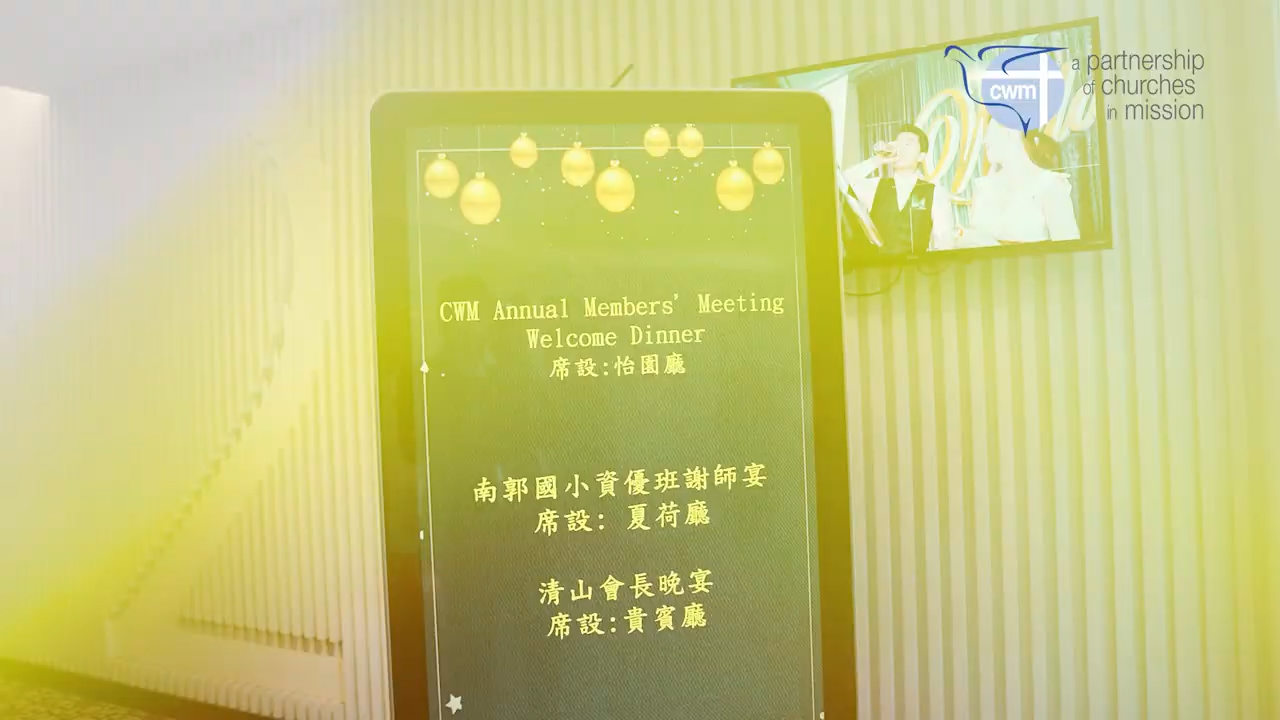 CWM Annual Members' Meeting
Welcome Dinner
席設:怡園廳
南郭國小資優班謝師宴
席設: 夏荷廳
清山會長晚宴
席設:貴賓廳
cwm
a partnership
of churches
in mission